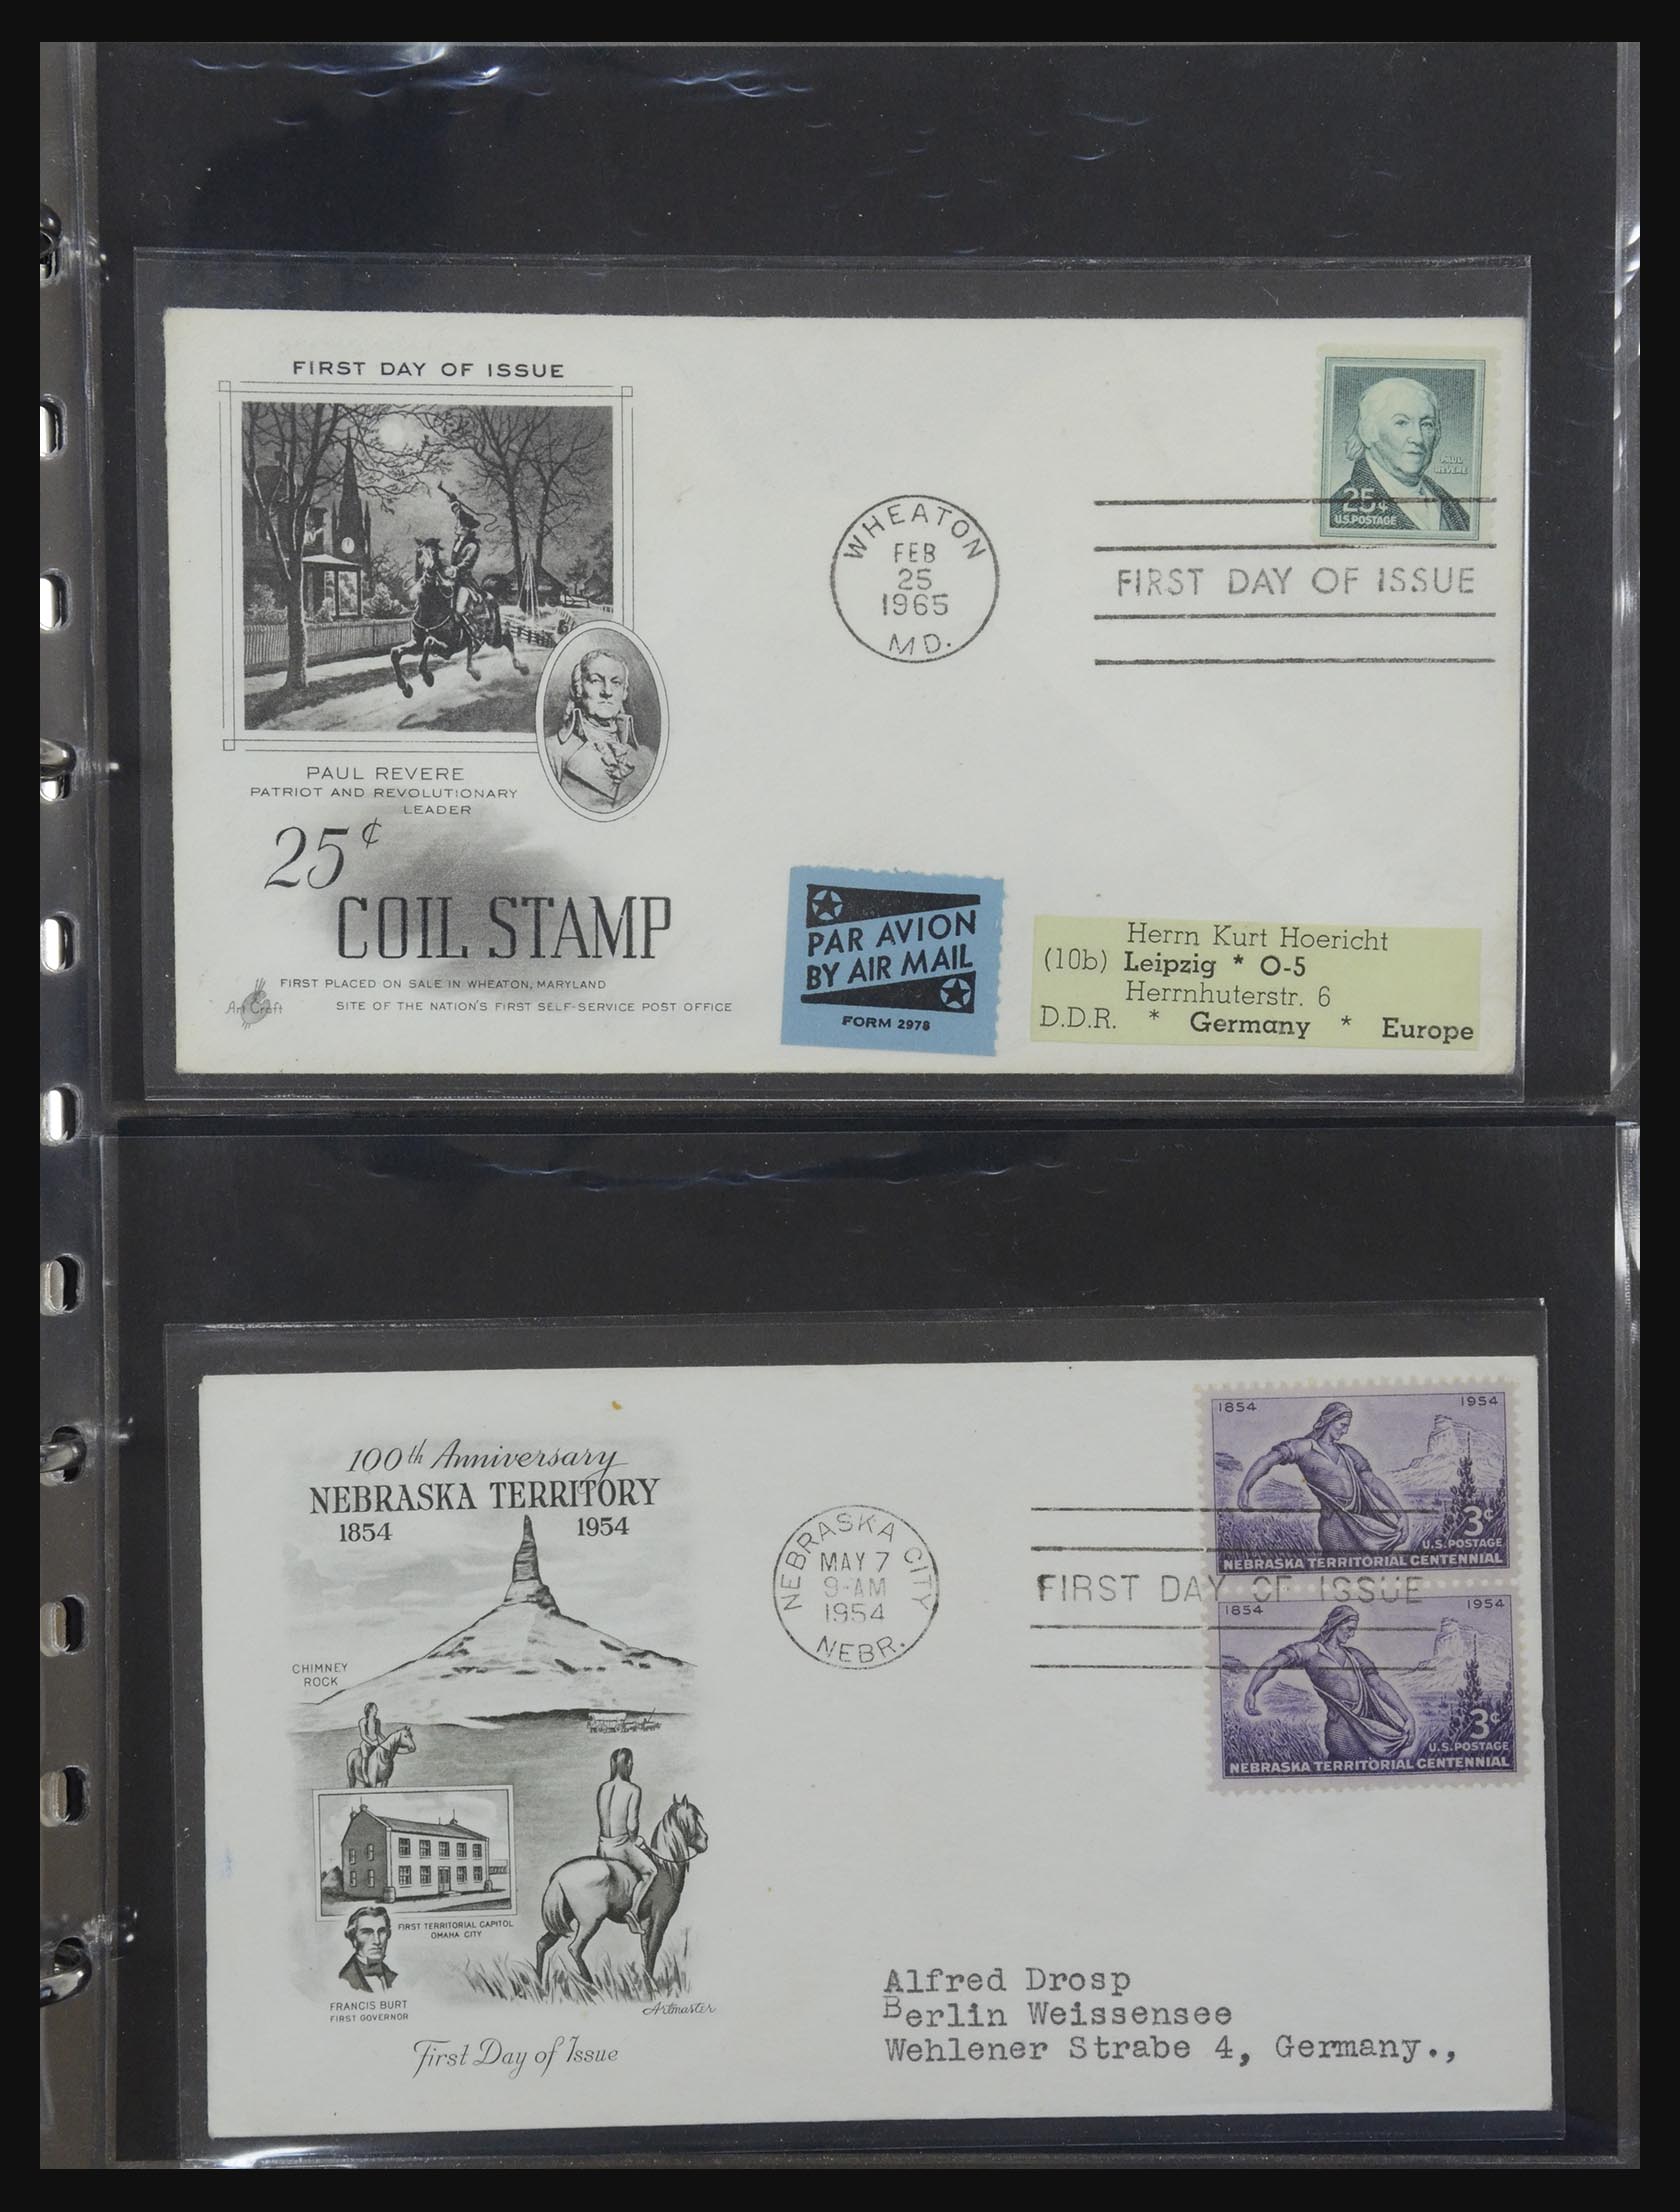 FIRST DAY OF ISSUE
PAUL REVERE
PATRIOT AND REVOLUTIONARY
LEADER
25¢
COIL STAMP
FIRST PLACED ON SALE IN WHEATON, MARYLAND
SITE OF THE NATION'S FIRST SELF-SERVICE POST OFFICE
Art Craft
WHEATON
FEB
25
1965
MD.
PAUL
REVERE
25¢
U.S. POSTAGE
FIRST DAY OF ISSUE
PAR AVION
BY AIR MAIL
FORM 2978
Herrn Kurt Hoericht
(10b) Leipzig * O-5
Herrnhuterstr. 6
D.D.R. * Germany * Europe
100th Anniversary
NEBRASKA TERRITORY
1854 1954
CHIMNEY
ROCK
FIRST TERRITORIAL CAPITOL
OMAHA CITY
FRANCIS BURT
FIRST GOVERNOR
Artmaster
First Day of Issue
NEBRASKA CITY
MAY 7
9-AM
1954
NEBR.
1854 1954
3¢
U.S. POSTAGE
NEBRASKA TERRITORIAL CENTENNIAL
FIRST DAY OF ISSUE
1854 1954
3¢
U.S. POSTAGE
NEBRASKA TERRITORIAL CENTENNIAL
Alfred Drosp
Berlin Weissensee
Wehlener Strabe 4, Germany.,